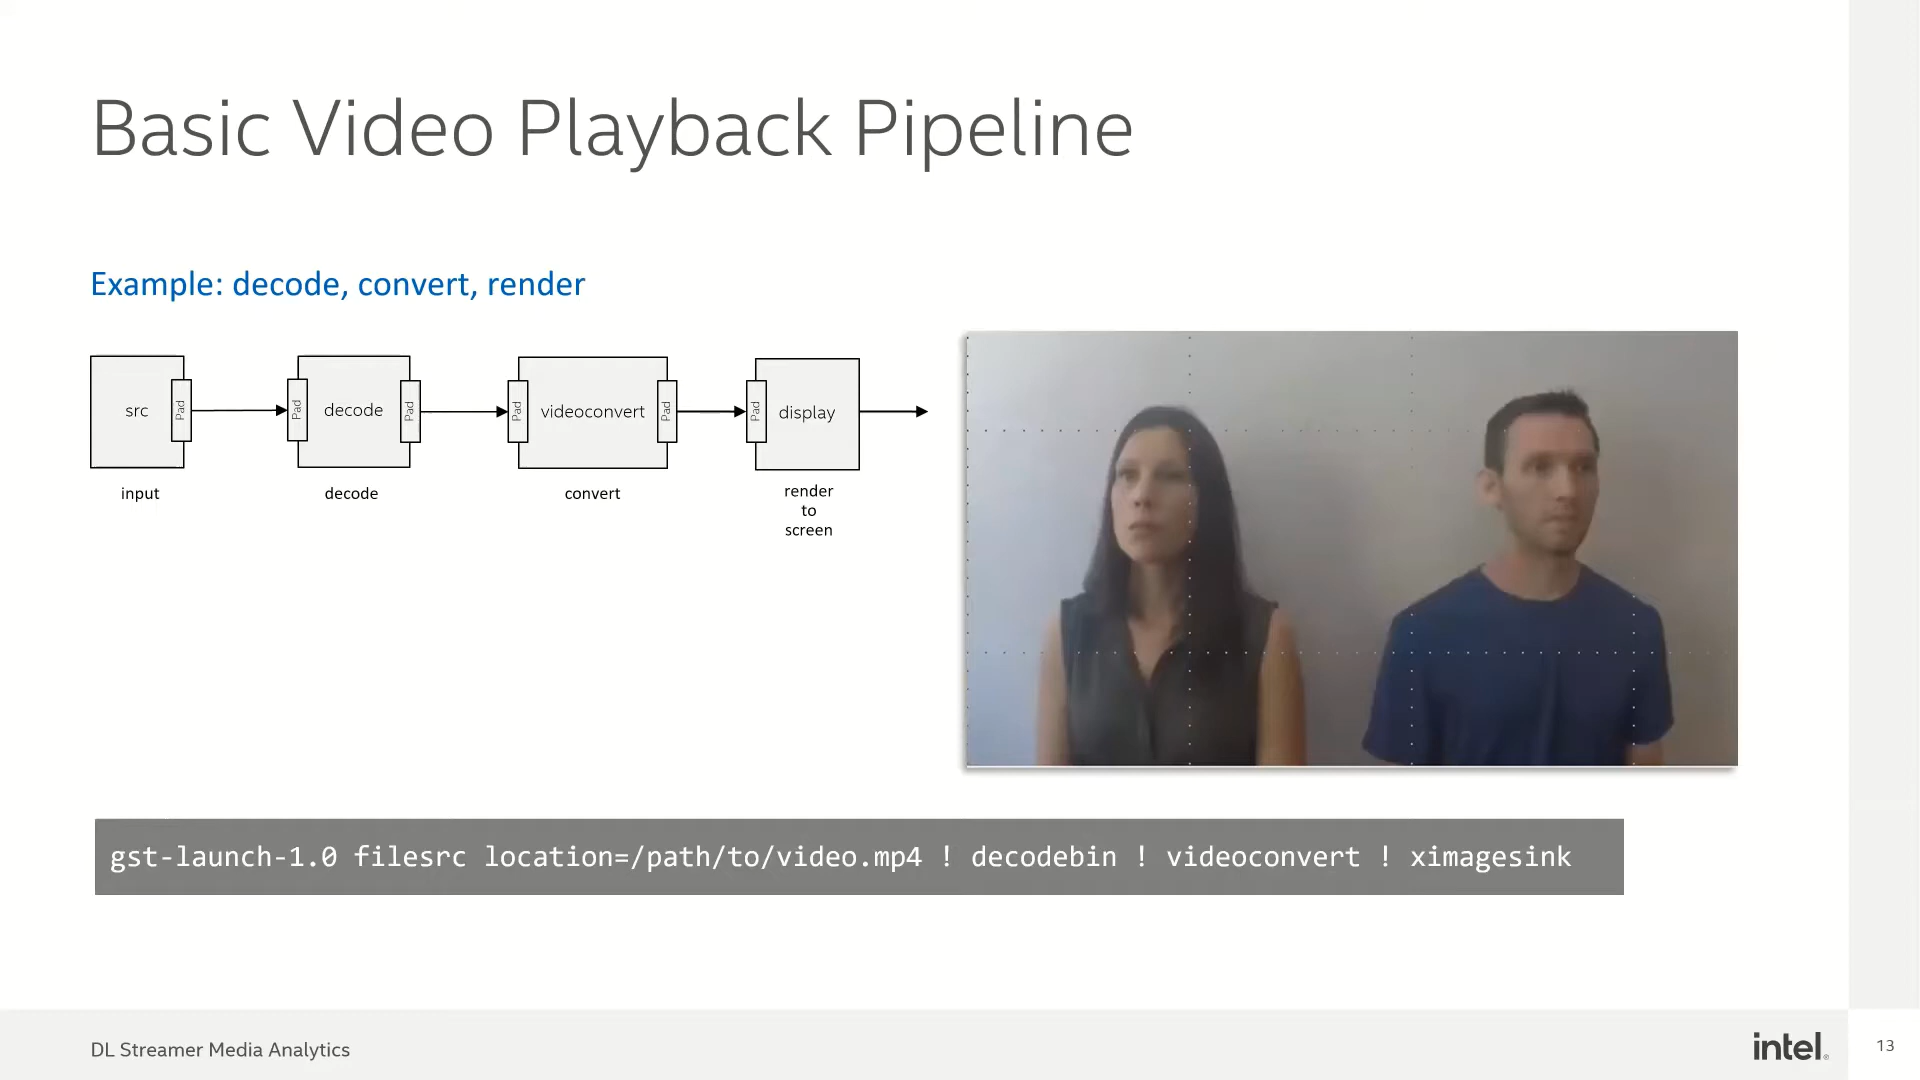 Basic Video Playback Pipeline
Example: decode, convert, render
src
Pad
Pad
decode
Pad
Pad
videoconvert
Pad
Pad
display
input
decode
convert
render
to
screen
gst-launch-1.0 filesrc location=/path/to/video.mp4 ! decodebin ! videoconvert ! ximagesink
DL Streamer Media Analytics
intel®
13